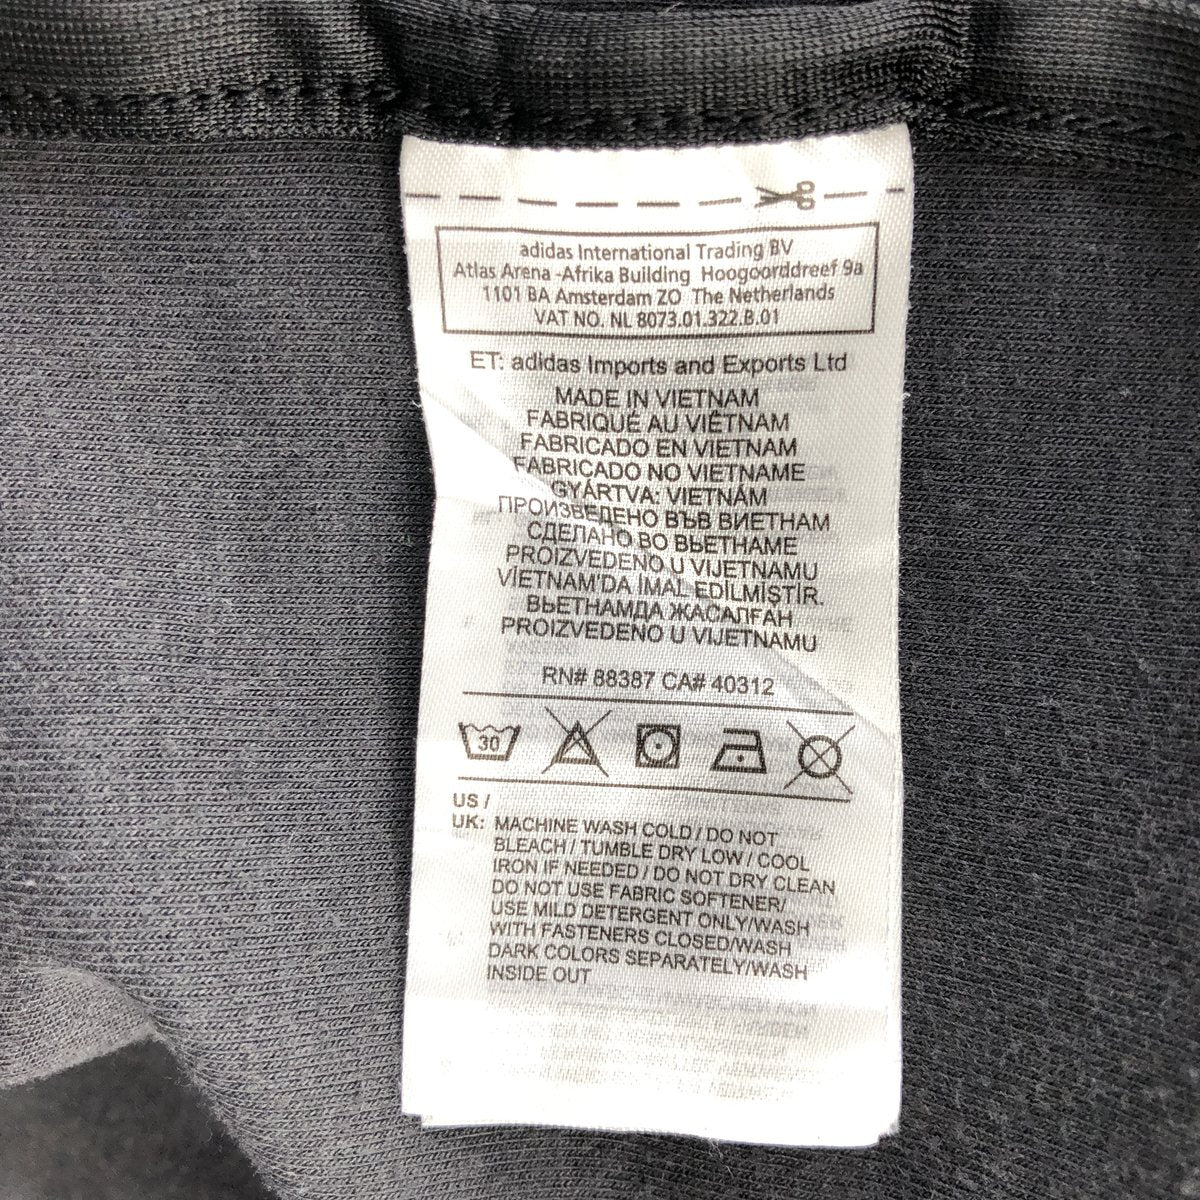 adidas International Trading BV
Atlas Arena -Afrika Building Hoogoorddreef 9a
1101 BA Amsterdam ZO The Netherlands
VAT NO. NL 8073.01.322.B.01
ET: adidas Imports and Exports Ltd
MADE IN VIETNAM
FABRIQUÉ AU VIÊTNAM
FABRICADO EN VIETNAM
FABRICADO NO VIETNAME
GYÁRTVA: VIETNÁM
ПРОИЗВЕДЕНО ВЪВ ВИЕТНАМ
СДЕЛАНО ВО ВЬЕТНАМЕ
PROIZVEDENO U VIJETNAMU
VİETNAM'DA İMAL EDİLMİŞTİR.
ВЬЕТНАМДА ЖАСАЛҒАН
PROIZVEDENO U VIJETNAMU
RN# 88387 CA# 40312
30
US /
UK: MACHINE WASH COLD / DO NOT
BLEACH / TUMBLE DRY LOW / COOL
IRON IF NEEDED / DO NOT DRY CLEAN
DO NOT USE FABRIC SOFTENER/
USE MILD DETERGENT ONLY/WASH
WITH FASTENERS CLOSED/WASH
DARK COLORS SEPARATELY/WASH
INSIDE OUT